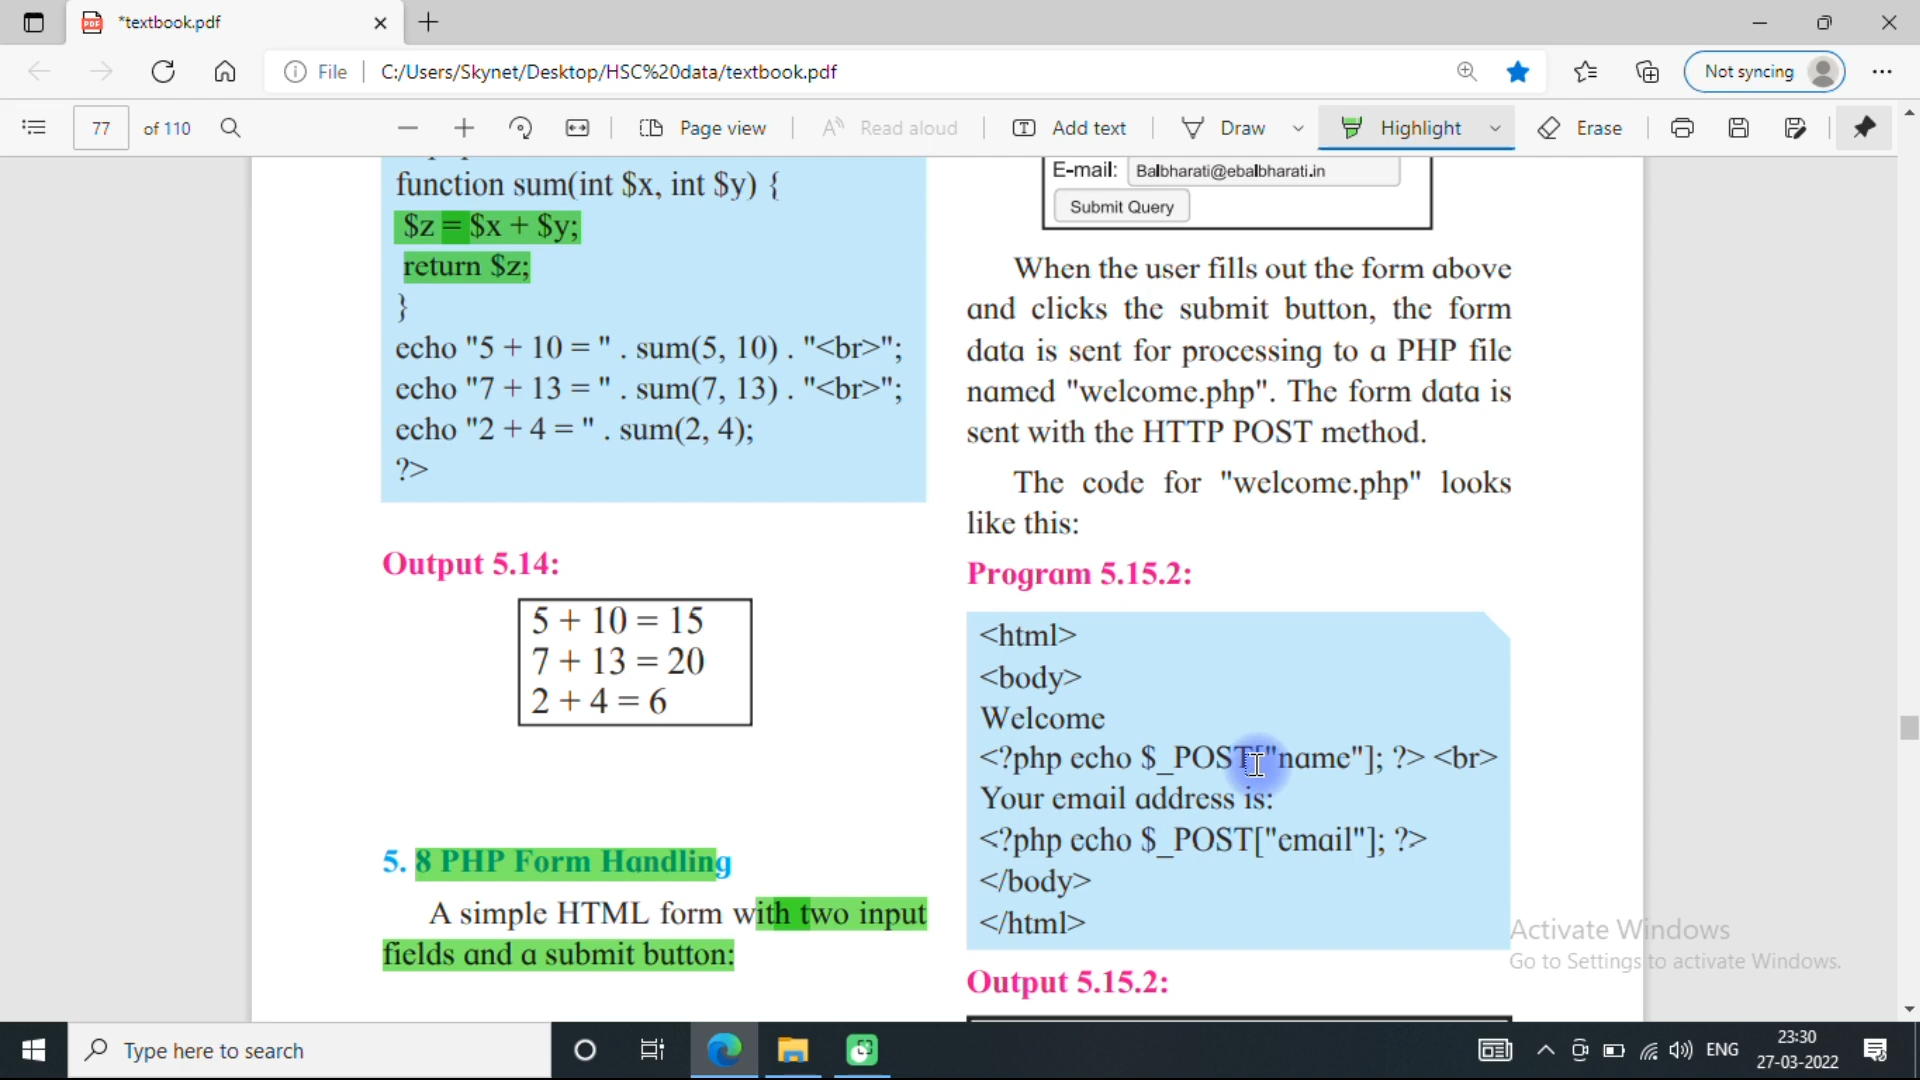 *textbook.pdf
File
C:/Users/Skynet/Desktop/HSC%20data/textbook.pdf
Not syncing
77 of 110
Page view
Read aloud
Add text
Draw
Highlight
Erase
function sum(int $x, int $y) {
$z = $x + $y;
return $z;
}
echo "5 + 10 = " . sum(5, 10) . "<br>";
echo "7 + 13 = " . sum(7, 13) . "<br>";
echo "2 + 4 = " . sum(2, 4);
?>
Output 5.14:
5 + 10 = 15
7 + 13 = 20
2 + 4 = 6
5. 8 PHP Form Handling
A simple HTML form with two input
fields and a submit button:
E-mail: Balbharati@ebalbharati.in
Submit Query
When the user fills out the form above
and clicks the submit button, the form
data is sent for processing to a PHP file
named "welcome.php". The form data is
sent with the HTTP POST method.
The code for "welcome.php" looks
like this:
Program 5.15.2:
<html>
<body>
Welcome
<?php echo $_POST["name"]; ?> <br>
Your email address is:
<?php echo $_POST["email"]; ?>
</body>
</html>
Output 5.15.2:
Activate Windows
Go to Settings to activate Windows.
Type here to search
ENG
23:30
27-03-2022